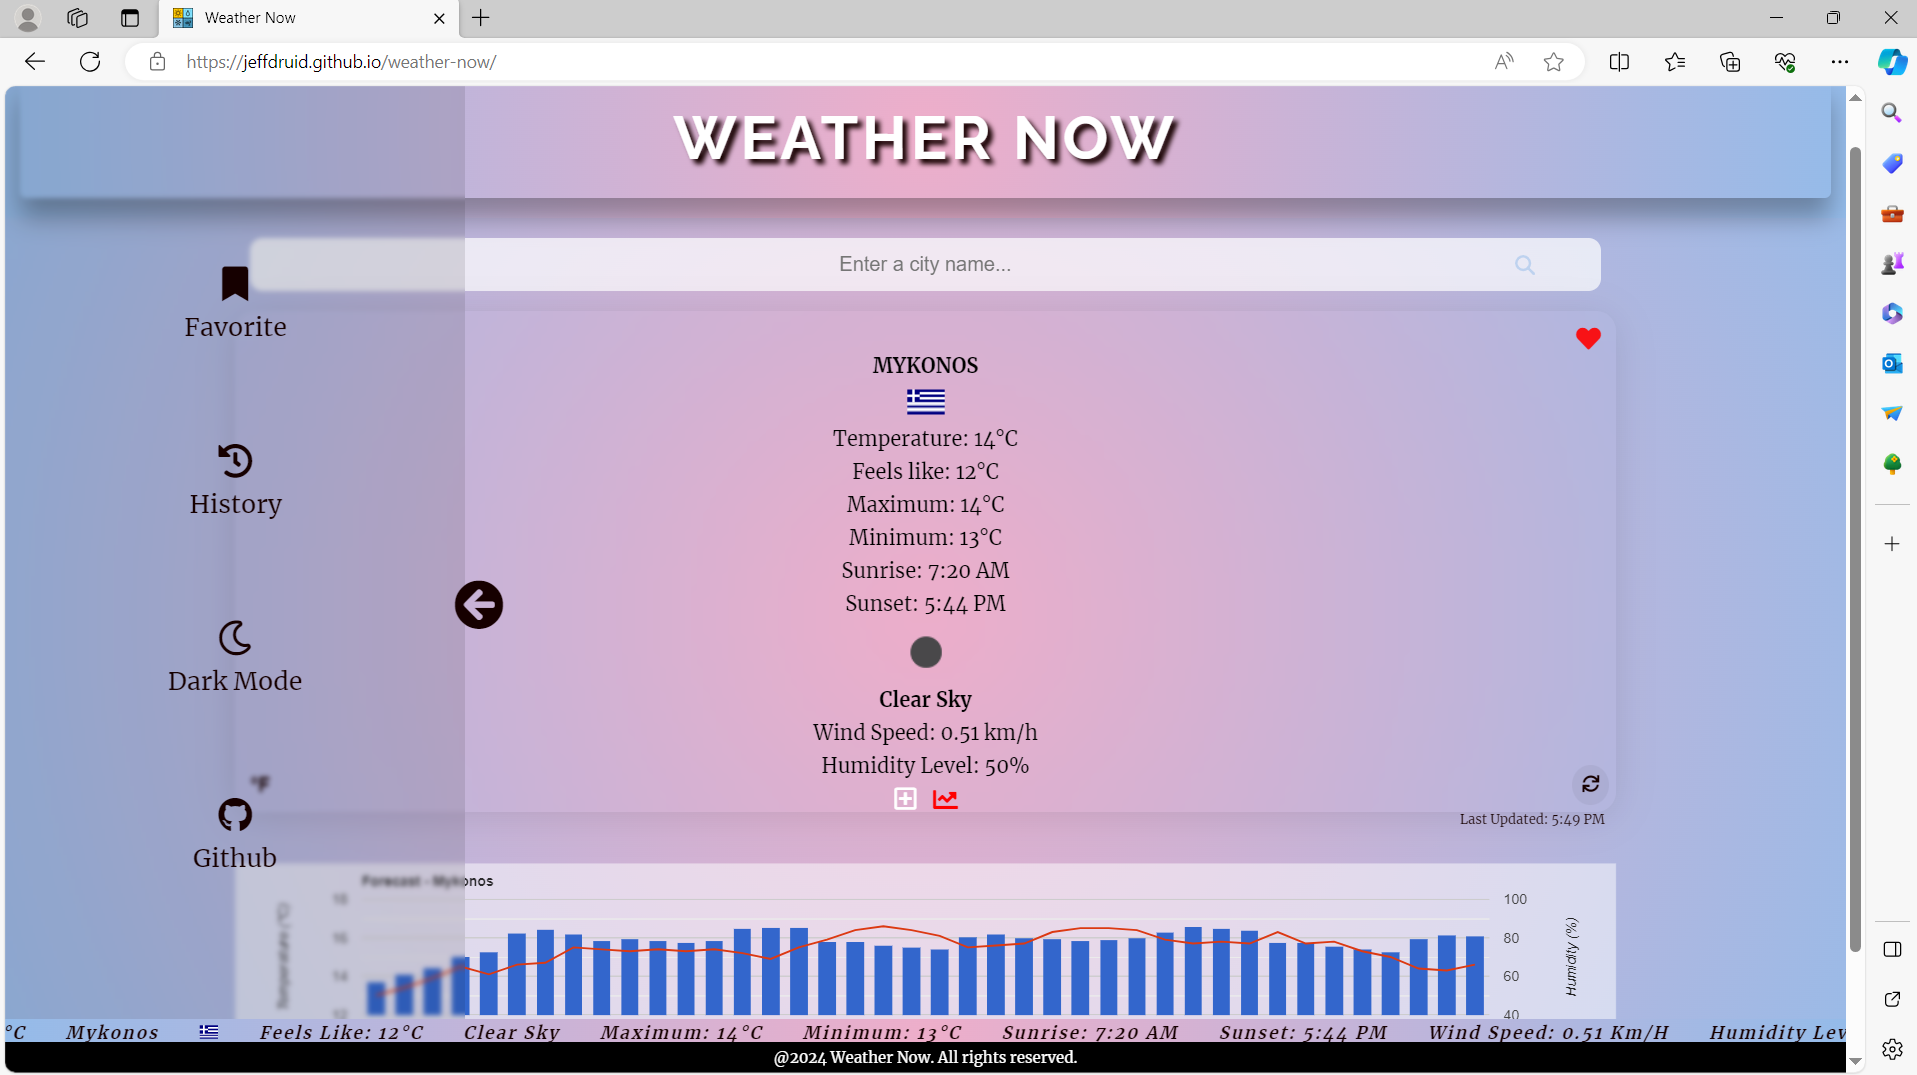 Weather Now
https://jeffdruid.github.io/weather-now/
WEATHER NOW
Enter a city name...
Favorite
History
Dark Mode
Github
MYKONOS
Temperature: 14°C
Feels like: 12°C
Maximum: 14°C
Minimum: 13°C
Sunrise: 7:20 AM
Sunset: 5:44 PM
Clear Sky
Wind Speed: 0.51 km/h
Humidity Level: 50%
°F
Last Updated: 5:49 PM
Forecast - Mykonos
Temperature (°C)
18
16
14
12
100
80
60
40
Humidity (%)
°C Mykonos Feels Like: 12°C Clear Sky Maximum: 14°C Minimum: 13°C Sunrise: 7:20 AM Sunset: 5:44 PM Wind Speed: 0.51 Km/H Humidity Lev
@2024 Weather Now. All rights reserved.